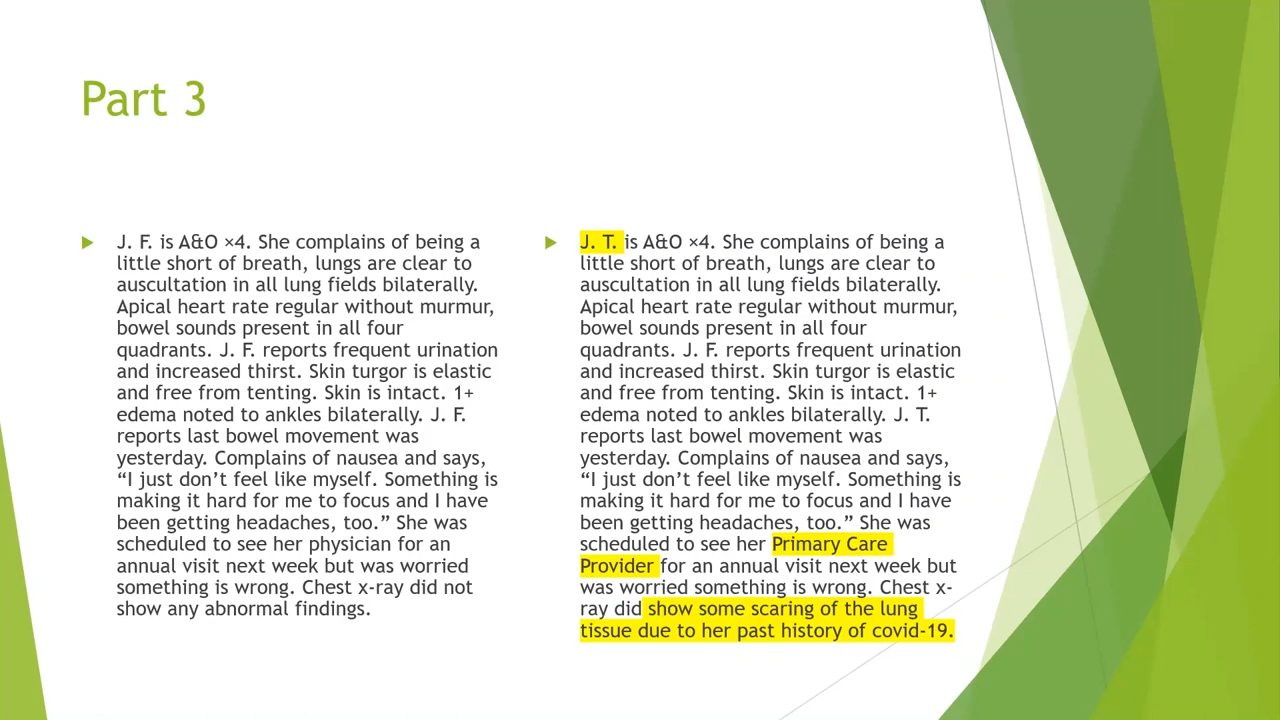 Part 3
J. F. is A&O ×4. She complains of being a
little short of breath, lungs are clear to
auscultation in all lung fields bilaterally.
Apical heart rate regular without murmur,
bowel sounds present in all four
quadrants. J. F. reports frequent urination
and increased thirst. Skin turgor is elastic
and free from tenting. Skin is intact. 1+
edema noted to ankles bilaterally. J. F.
reports last bowel movement was
yesterday. Complains of nausea and says,
“I just don’t feel like myself. Something is
making it hard for me to focus and I have
been getting headaches, too.” She was
scheduled to see her physician for an
annual visit next week but was worried
something is wrong. Chest x-ray did not
show any abnormal findings.
J. T. is A&O ×4. She complains of being a
little short of breath, lungs are clear to
auscultation in all lung fields bilaterally.
Apical heart rate regular without murmur,
bowel sounds present in all four
quadrants. J. F. reports frequent urination
and increased thirst. Skin turgor is elastic
and free from tenting. Skin is intact. 1+
edema noted to ankles bilaterally. J. T.
reports last bowel movement was
yesterday. Complains of nausea and says,
“I just don’t feel like myself. Something is
making it hard for me to focus and I have
been getting headaches, too.” She was
scheduled to see her Primary Care
Provider for an annual visit next week but
was worried something is wrong. Chest x-
ray did show some scaring of the lung
tissue due to her past history of covid-19.